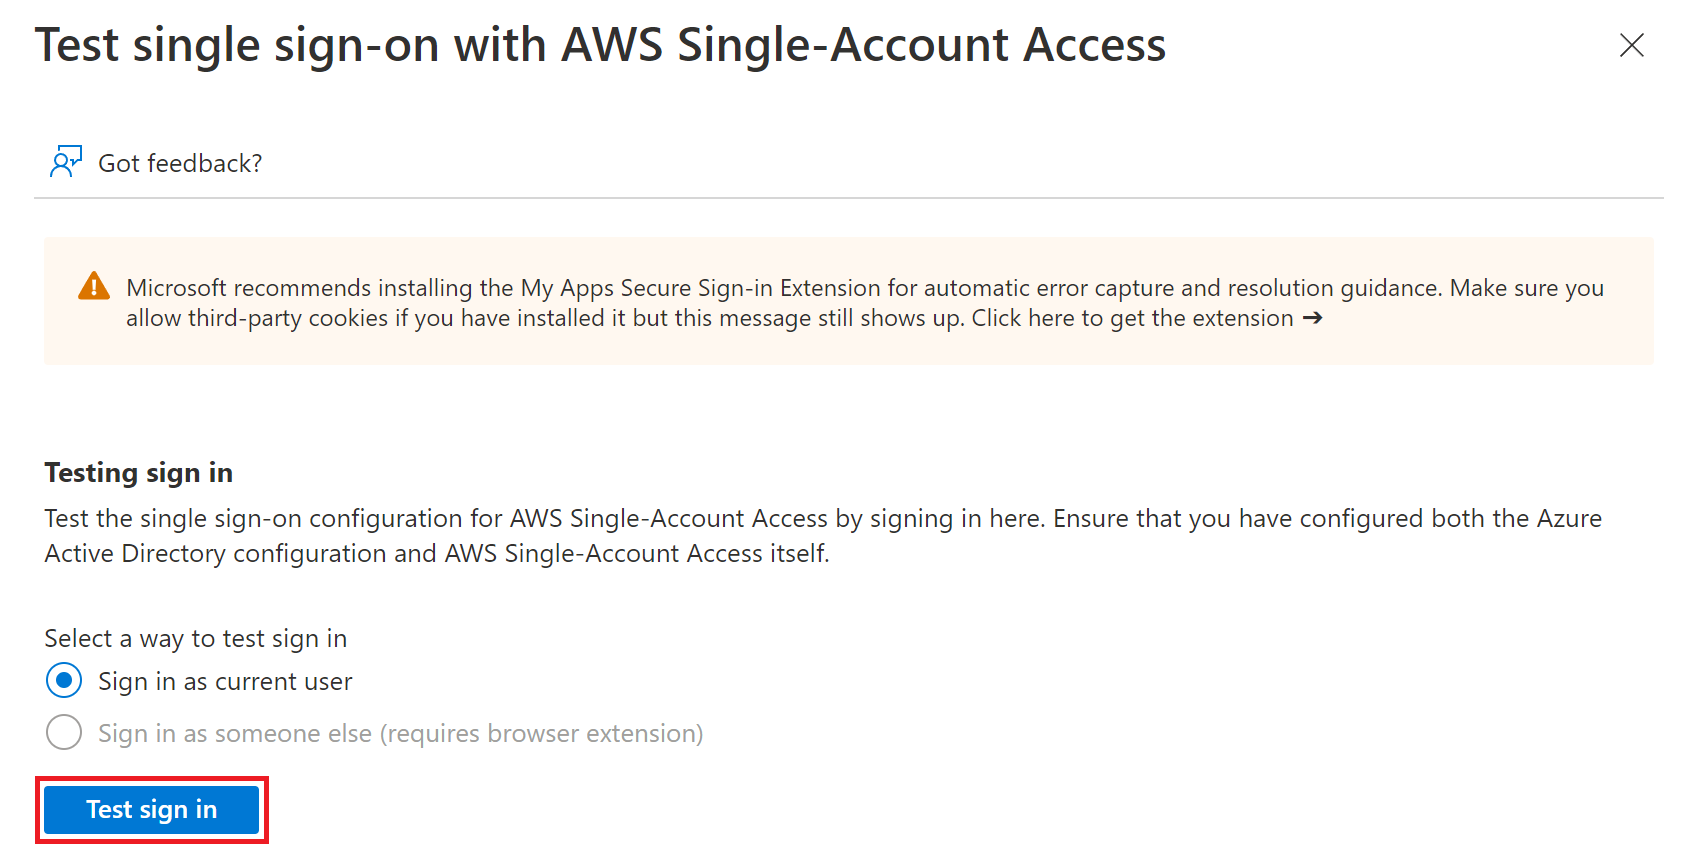 Test single sign-on with AWS Single-Account Access
Got feedback?
Microsoft recommends installing the My Apps Secure Sign-in Extension for automatic error capture and resolution guidance. Make sure you
allow third-party cookies if you have installed it but this message still shows up. Click here to get the extension →
Testing sign in
Test the single sign-on configuration for AWS Single-Account Access by signing in here. Ensure that you have configured both the Azure
Active Directory configuration and AWS Single-Account Access itself.
Select a way to test sign in
Sign in as current user
Sign in as someone else (requires browser extension)
Test sign in